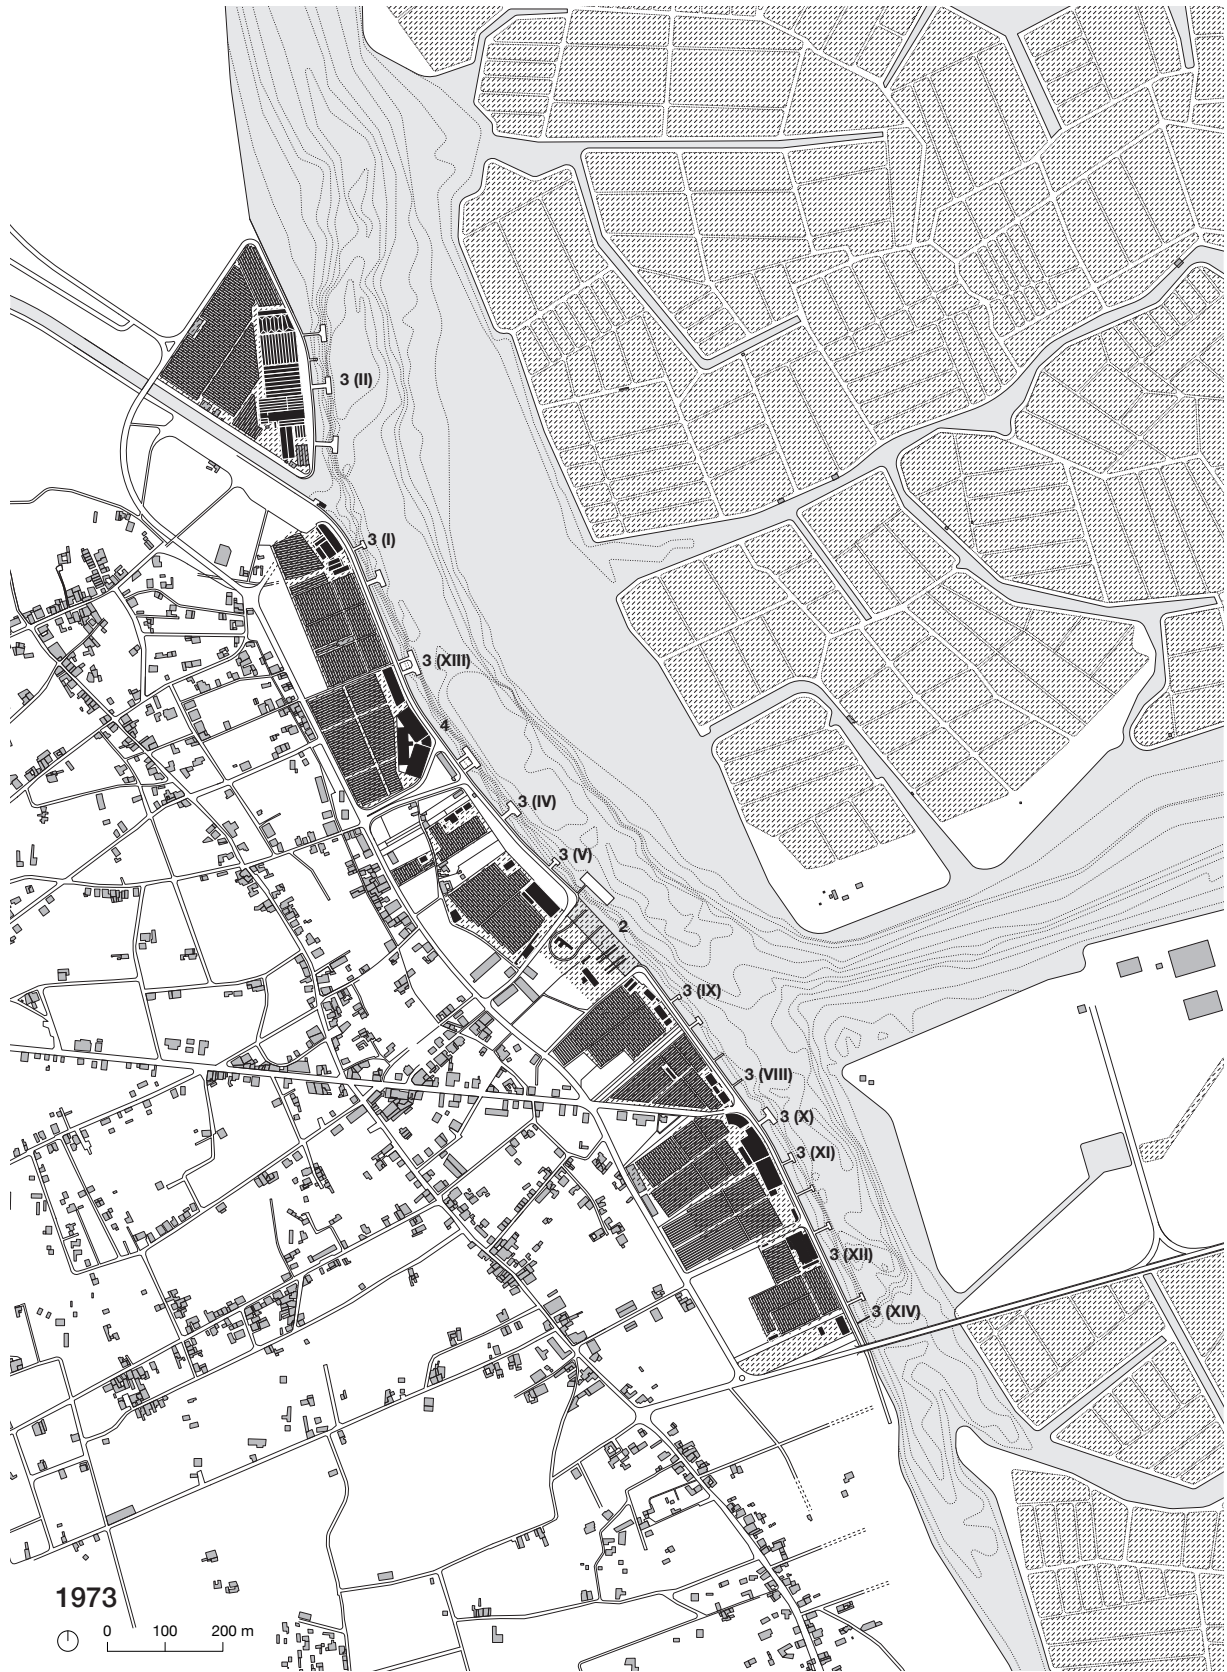 3 (II)
3 (I)
3 (XIII)
4
3 (IV)
3 (V)
2
3 (IX)
3 (VIII)
3 (X)
3 (XI)
3 (XII)
3 (XIV)
1973
0 100 200 m